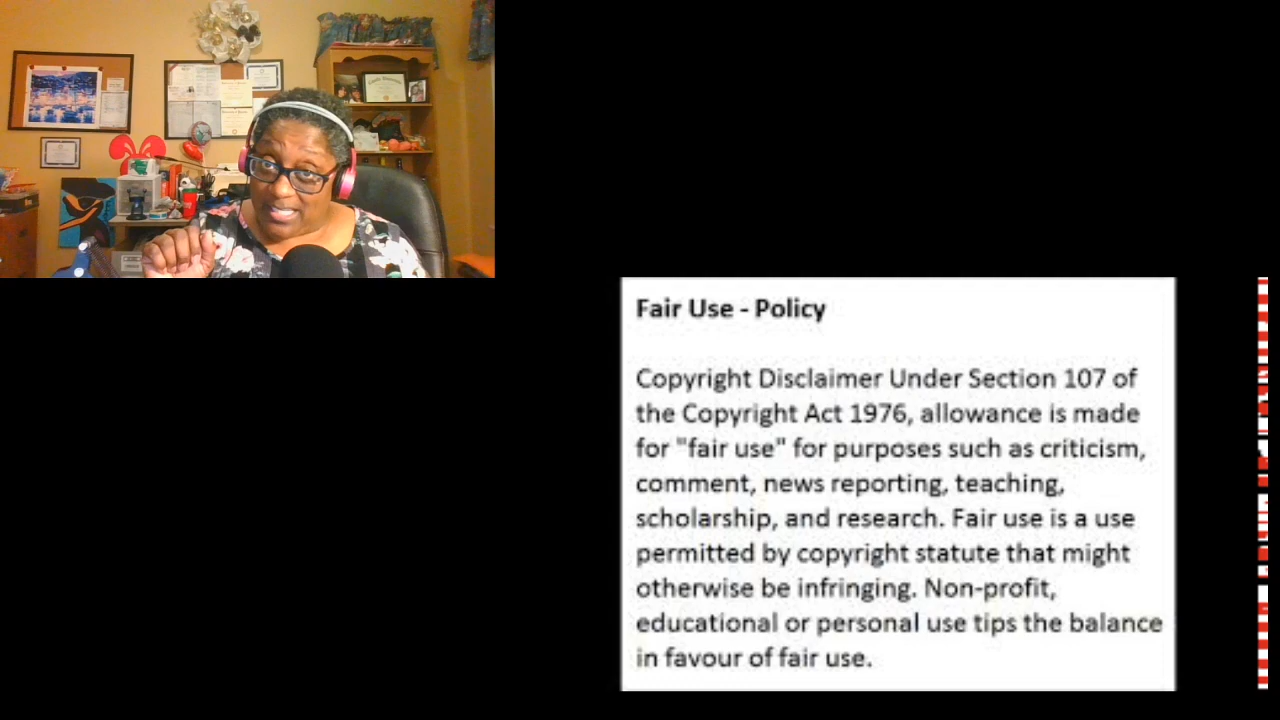 Fair Use - Policy
Copyright Disclaimer Under Section 107 of
the Copyright Act 1976, allowance is made
for "fair use" for purposes such as criticism,
comment, news reporting, teaching,
scholarship, and research. Fair use is a use
permitted by copyright statute that might
otherwise be infringing. Non-profit,
educational or personal use tips the balance
in favour of fair use.